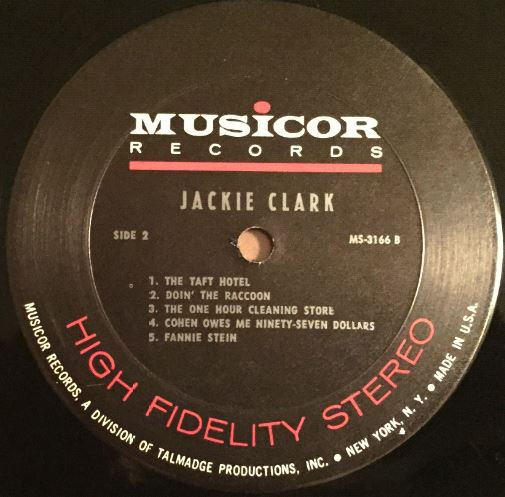 MUSICOR
RECORDS
JACKIE CLARK
SIDE 2
MS-3166 B
1. THE TAFT HOTEL
2. DOIN' THE RACCOON
3. THE ONE HOUR CLEANING STORE
4. COHEN OWES ME NINETY-SEVEN DOLLARS
5. FANNIE STEIN
HIGH FIDELITY STEREO
MUSICOR RECORDS, A DIVISION OF TALMADGE PRODUCTIONS, INC. ● NEW YORK, N. Y. ● MADE IN U.S.A.